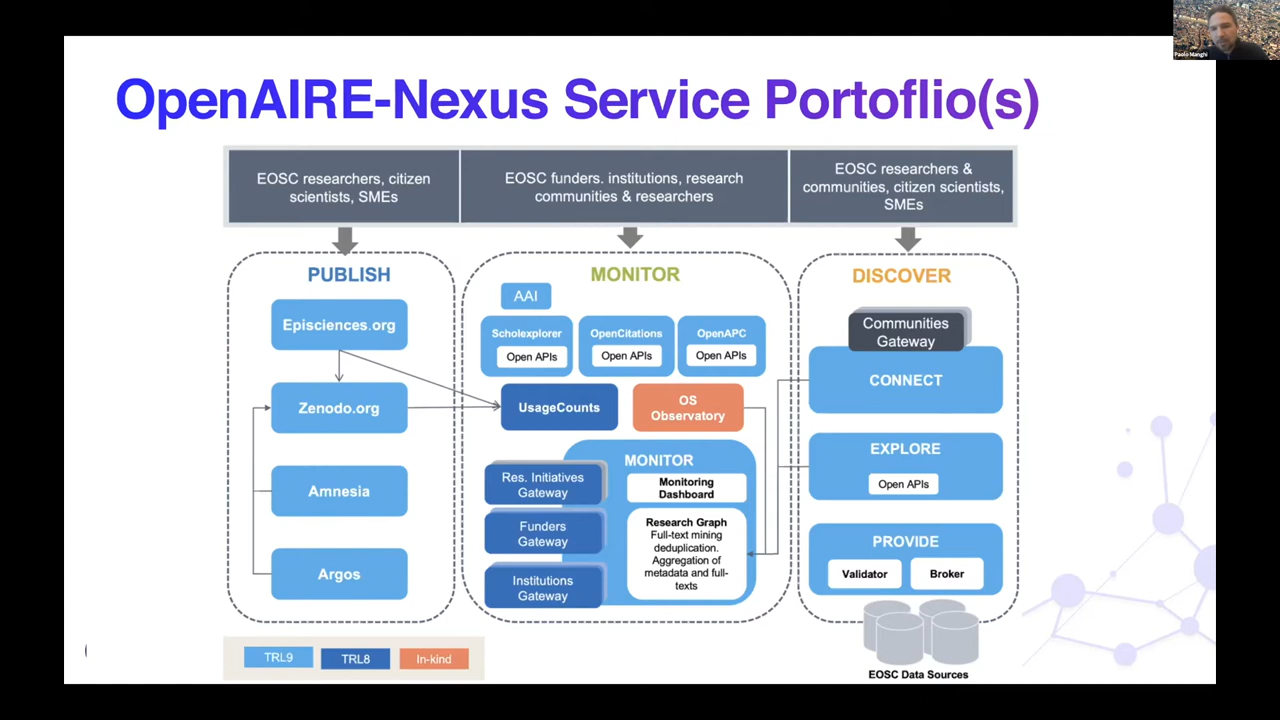 Paolo Manghi
OpenAIRE-Nexus Service Portoflio(s)
EOSC researchers, citizen
scientists, SMEs
EOSC funders. institutions, research
communities & researchers
EOSC researchers &
communities, citizen scientists,
SMEs
PUBLISH
Episciences.org
Zenodo.org
Amnesia
Argos
MONITOR
AAI
Scholexplorer
Open APIs
OpenCitations
Open APIs
OpenAPC
Open APIs
UsageCounts
OS
Observatory
MONITOR
Res. Initiatives
Gateway
Funders
Gateway
Institutions
Gateway
Monitoring
Dashboard
Research Graph
Full-text mining
deduplication.
Aggregation of
metadata and full-
texts
DISCOVER
Communities
Gateway
CONNECT
EXPLORE
Open APIs
PROVIDE
Validator
Broker
EOSC Data Sources
TRL9
TRL8
In-kind